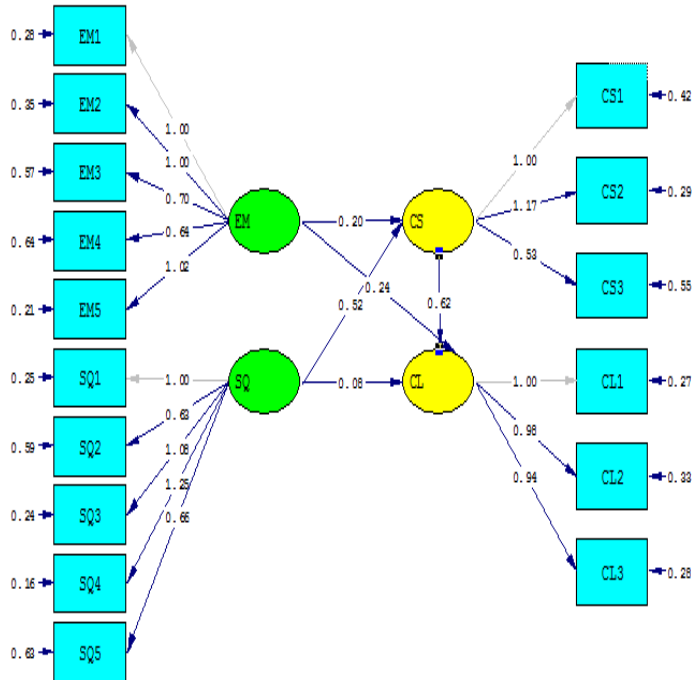 0.28 EM1
0.35 EM2
0.57 EM3
0.64 EM4
0.21 EM5
0.25 SQ1
0.59 SQ2
0.24 SQ3
0.16 SQ4
0.63 SQ5
1.00
1.00
0.70
0.64
1.02
1.00
0.63
1.08
1.25
0.66
EM
SQ
0.20
0.24
0.52
0.08
CS
0.62
CL
1.00
1.17
0.53
1.00
0.98
0.94
CS1 0.42
CS2 0.29
CS3 0.55
CL1 0.27
CL2 0.33
CL3 0.28